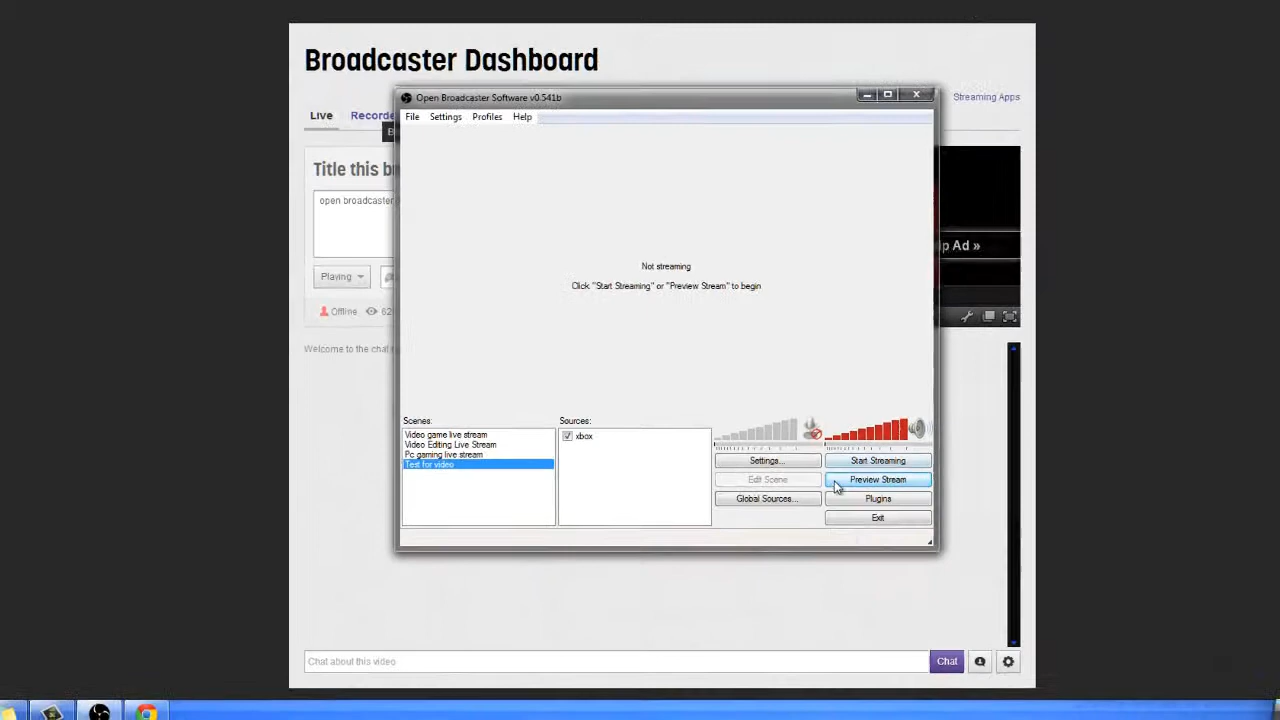 Broadcaster Dashboard
Open Broadcaster Software v0.541b
Streaming Apps
Live
File Settings Profiles Help
Title this
open broadcaster
Playing
Offline
Welcome to the chat
Not streaming
Click "Start Streaming" or "Preview Stream" to begin
Ad »
Scenes:
Video game live stream
Video Editing Live Stream
Pc gaming live stream
Test for video
Sources:
xbox
Settings...
Start Streaming
Edit Scene
Preview Stream
Global Sources...
Plugins
Exit
Chat about this video
Chat